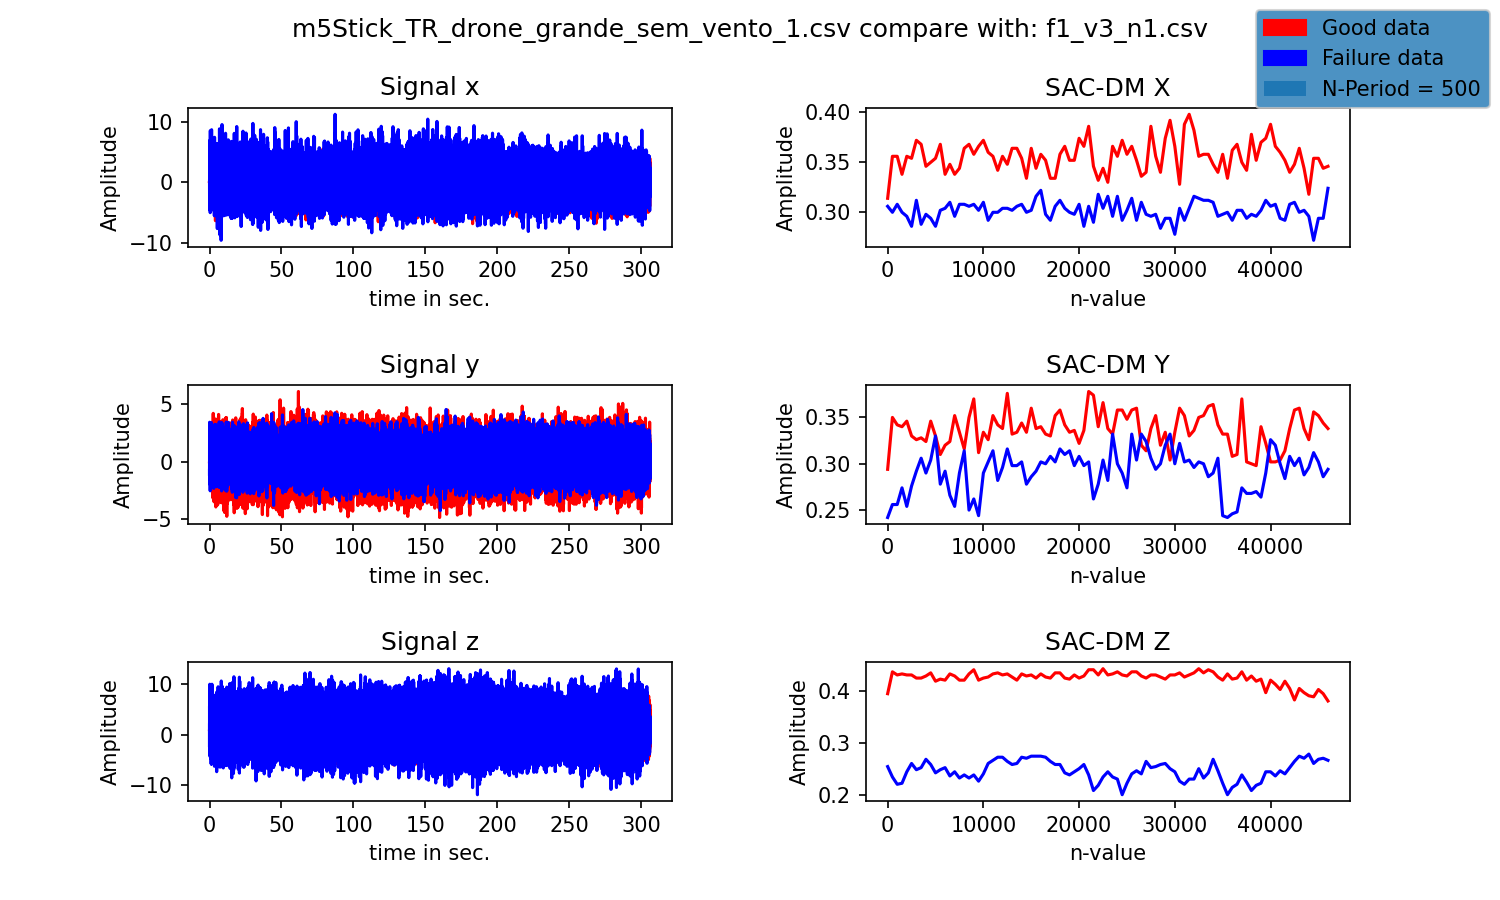 m5Stick_TR_drone_grande_sem_vento_1.csv compare with: f1_v3_n1.csv
Good data
Failure data
N-Period = 500
Signal x
Amplitude
10
0
−10
0 50 100 150 200 250 300
time in sec.
SAC-DM X
Amplitude
0.40
0.35
0.30
0 10000 20000 30000 40000
n-value
Signal y
Amplitude
5
0
−5
0 50 100 150 200 250 300
time in sec.
SAC-DM Y
Amplitude
0.35
0.30
0.25
0 10000 20000 30000 40000
n-value
Signal z
Amplitude
10
0
−10
0 50 100 150 200 250 300
time in sec.
SAC-DM Z
Amplitude
0.4
0.3
0.2
0 10000 20000 30000 40000
n-value